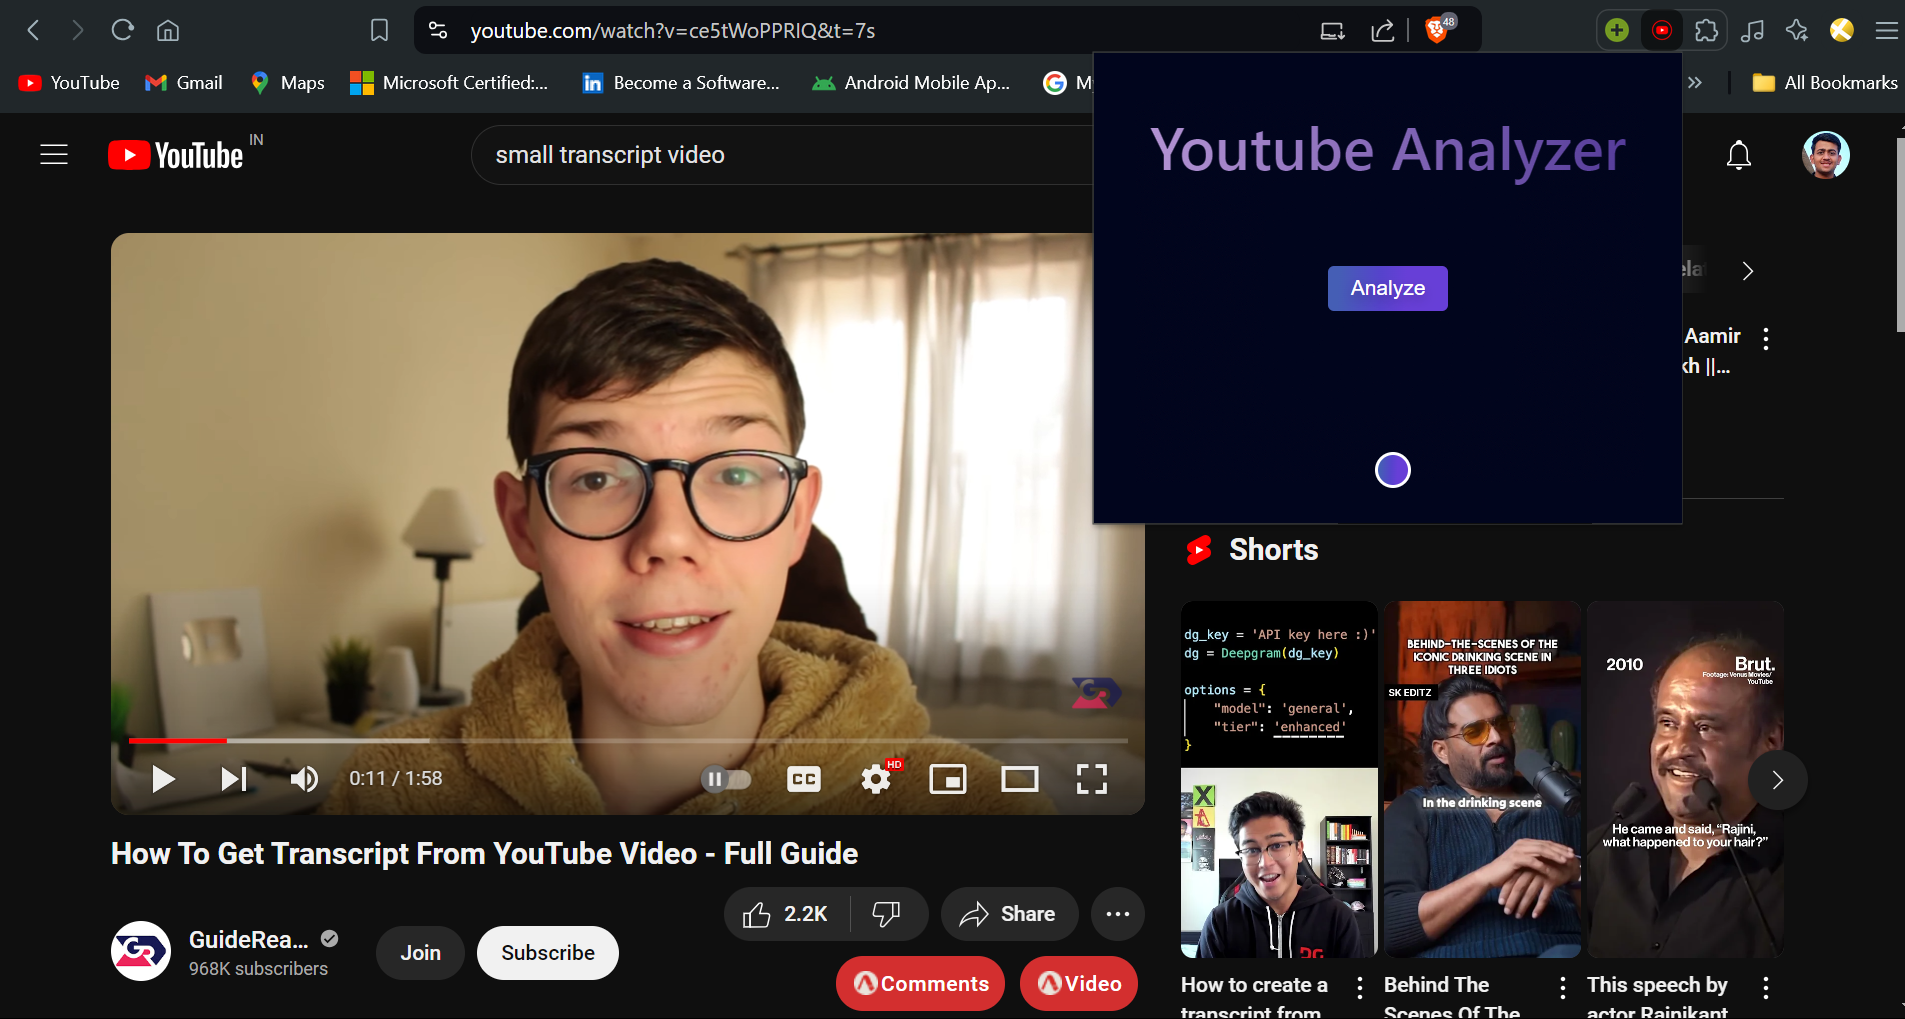 youtube.com/watch?v=ce5tWoPPRIQ&t=7s
48
YouTube
Gmail
Maps
Microsoft Certified:...
Become a Software...
Android Mobile Ap...
»
All Bookmarks
YouTube IN
small transcript video
Youtube Analyzer
Analyze
Aamir
kh ||...
0:11 / 1:58
CC
HD
How To Get Transcript From YouTube Video - Full Guide
2.2K
Share
GuideRea...
968K subscribers
Join
Subscribe
Comments
Video
Shorts
dg_key = 'API key here :)'
dg = Deepgram(dg_key)
options = {
"model": 'general',
"tier": 'enhanced'
}
How to create a
transcript from
BEHIND-THE-SCENES OF THE
ICONIC DRINKING SCENE IN
THREE IDIOTS
SK EDITZ
In the drinking scene
Behind The
Scenes Of The
2010
Brut.
Footage: Venus Movies/
YouTube
He came and said, “Rajini,
what happened to your hair?”
This speech by
actor Rajinikant